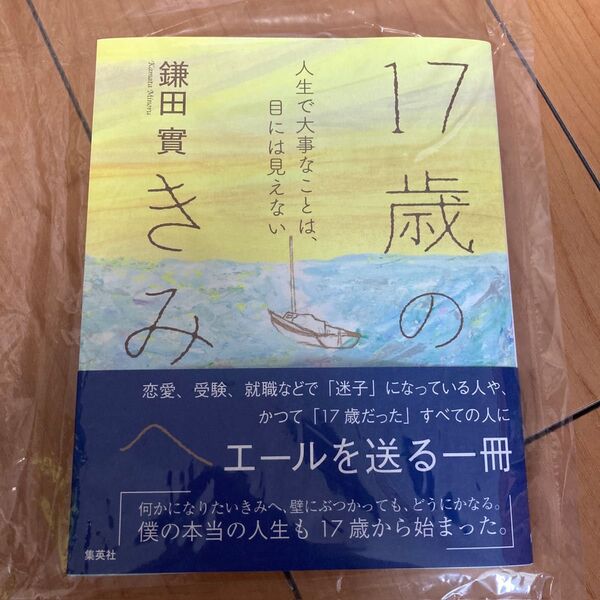 17歳の
きみへ
人生で大事なことは、
目には見えない
鎌田 實
Kamata Minoru
恋愛、受験、就職などで「迷子」になっている人や、
かつて「17歳だった」すべての人に
エールを送る一冊
何かになりたいきみへ、壁にぶつかっても、どうにかなる。
僕の本当の人生も17歳から始まった。
集英社